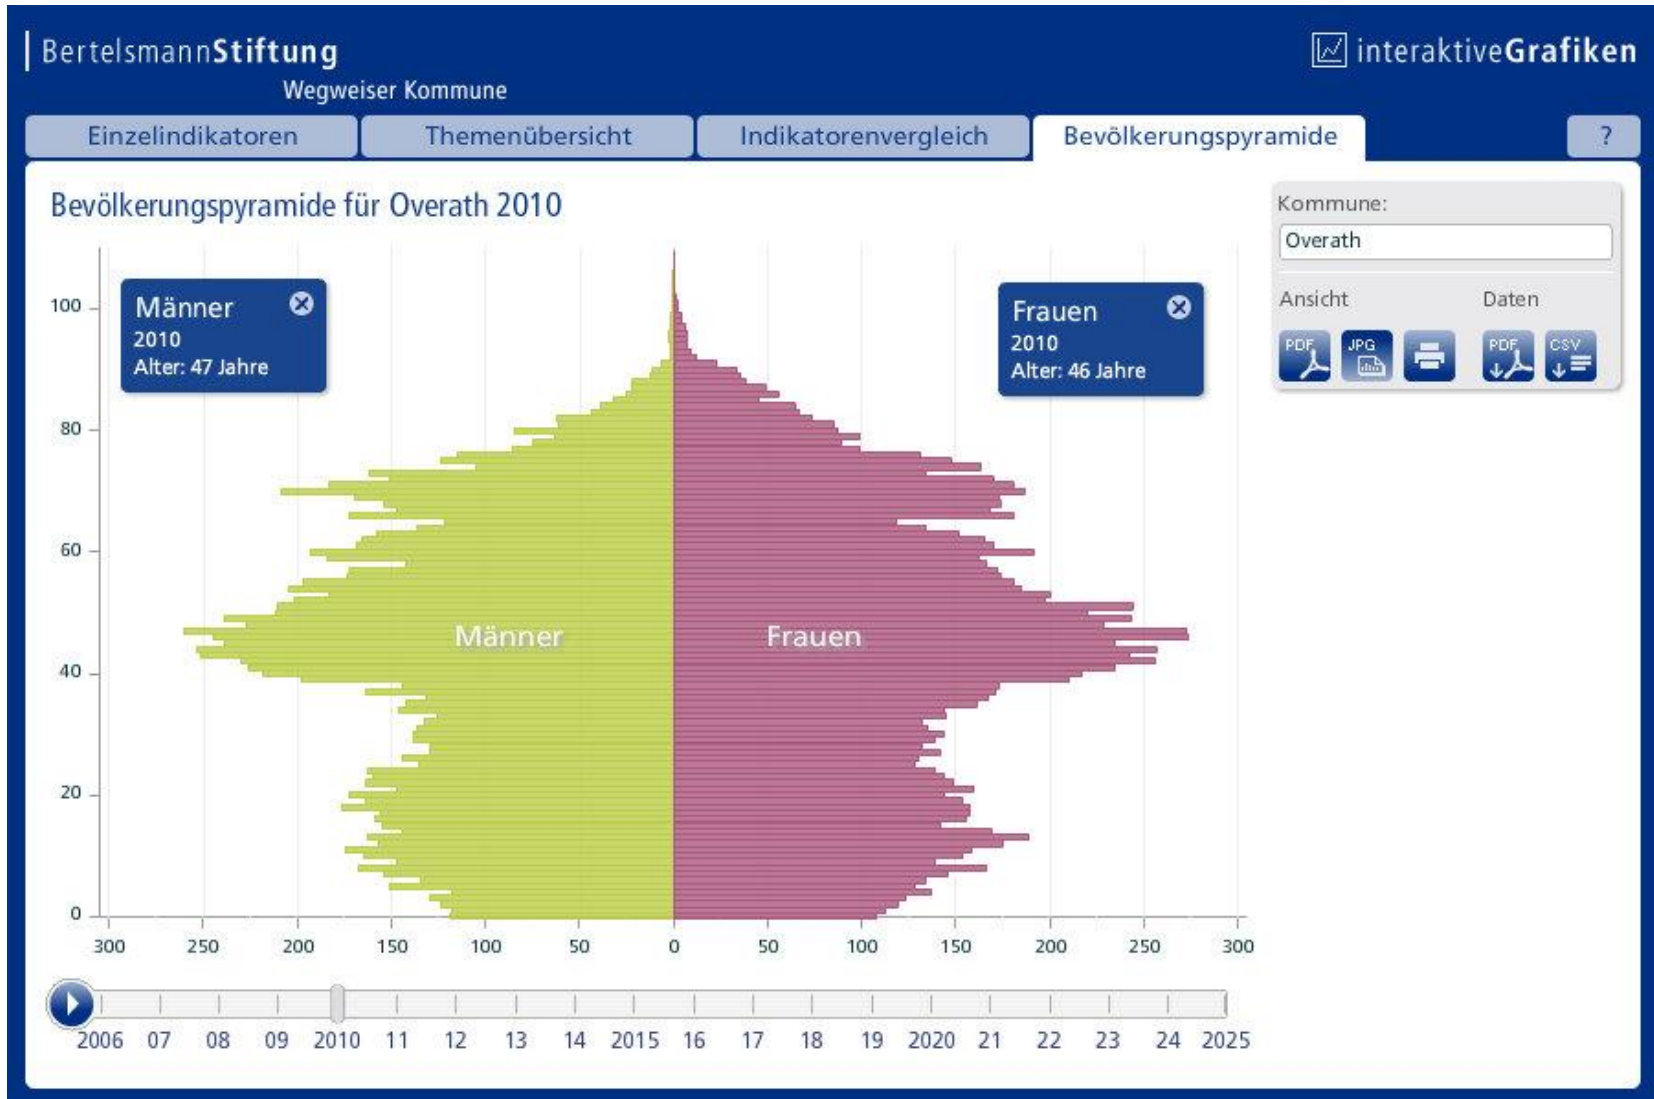 BertelsmannStiftung
Wegweiser Kommune
interaktiveGrafiken
Einzelindikatoren
Themenübersicht
Indikatorenvergleich
Bevölkerungspyramide
?
Bevölkerungspyramide für Overath 2010
Kommune:
Overath
Ansicht Daten
PDF JPG PDF CSV
Männer
2010
Alter: 47 Jahre
Frauen
2010
Alter: 46 Jahre
100
80
60
Männer Frauen
40
20
0
300 250 200 150 100 50 0 50 100 150 200 250 300
2006 07 08 09 2010 11 12 13 14 2015 16 17 18 19 2020 21 22 23 24 2025